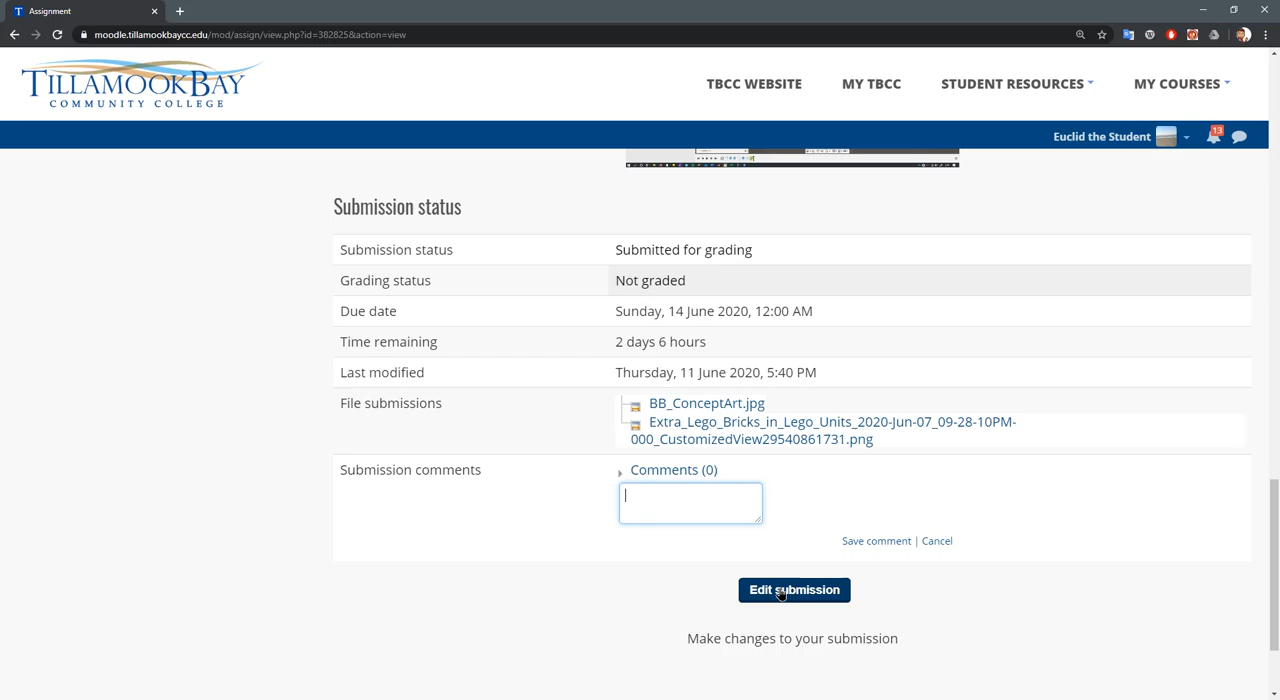 Assignment
moodle.tillamookbaycc.edu/mod/assign/view.php?id=382825&action=view
TILLAMOOKBAY
COMMUNITY COLLEGE
TBCC WEBSITE
MY TBCC
STUDENT RESOURCES
MY COURSES
Euclid the Student
13
Submission status
Submission status
Submitted for grading
Grading status
Not graded
Due date
Sunday, 14 June 2020, 12:00 AM
Time remaining
2 days 6 hours
Last modified
Thursday, 11 June 2020, 5:40 PM
File submissions
BB_ConceptArt.jpg
Extra_Lego_Bricks_in_Lego_Units_2020-Jun-07_09-28-10PM-
000_CustomizedView29540861731.png
Submission comments
Comments (0)
Save comment | Cancel
Edit submission
Make changes to your submission